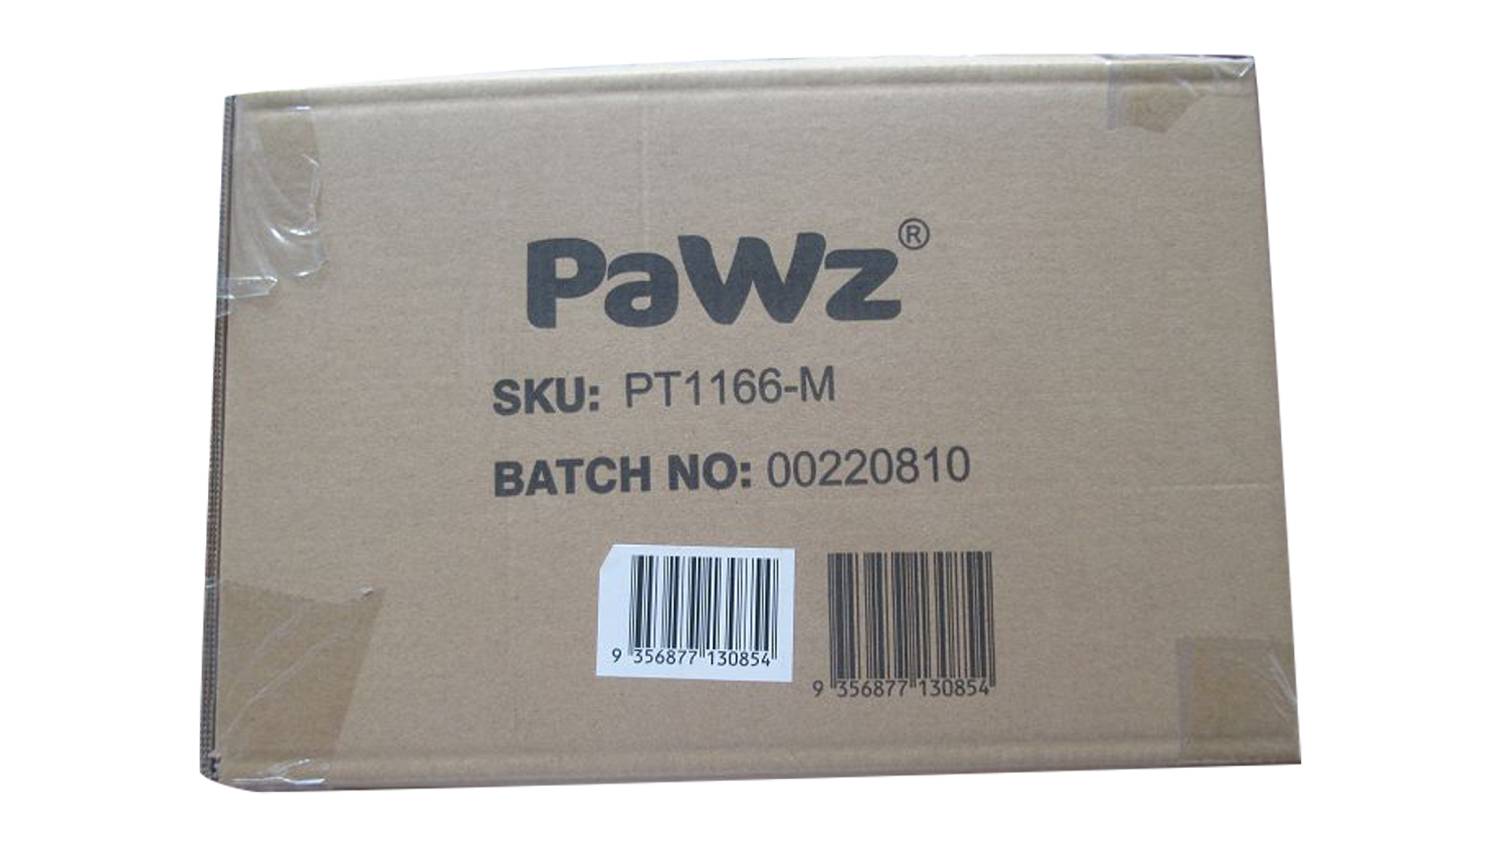 PaWz®
SKU: PT1166-M
BATCH NO: 00220810
9 356877 130854
9 356877 130854